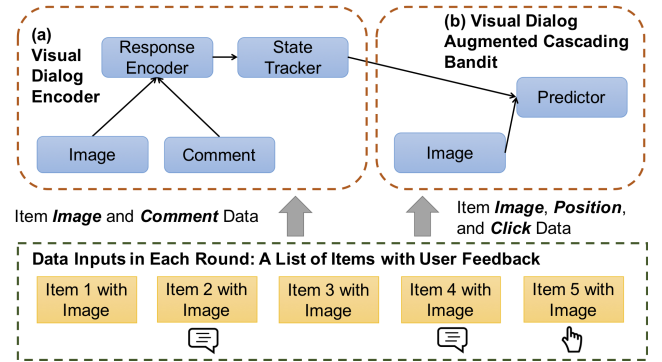 (a)
Visual
Dialog
Encoder
Response
Encoder
State
Tracker
Image
Comment
(b) Visual Dialog
Augmented Cascading
Bandit
Predictor
Image
Item Image and Comment Data
Item Image, Position,
and Click Data
Data Inputs in Each Round: A List of Items with User Feedback
Item 1 with
Image
Item 2 with
Image
Item 3 with
Image
Item 4 with
Image
Item 5 with
Image